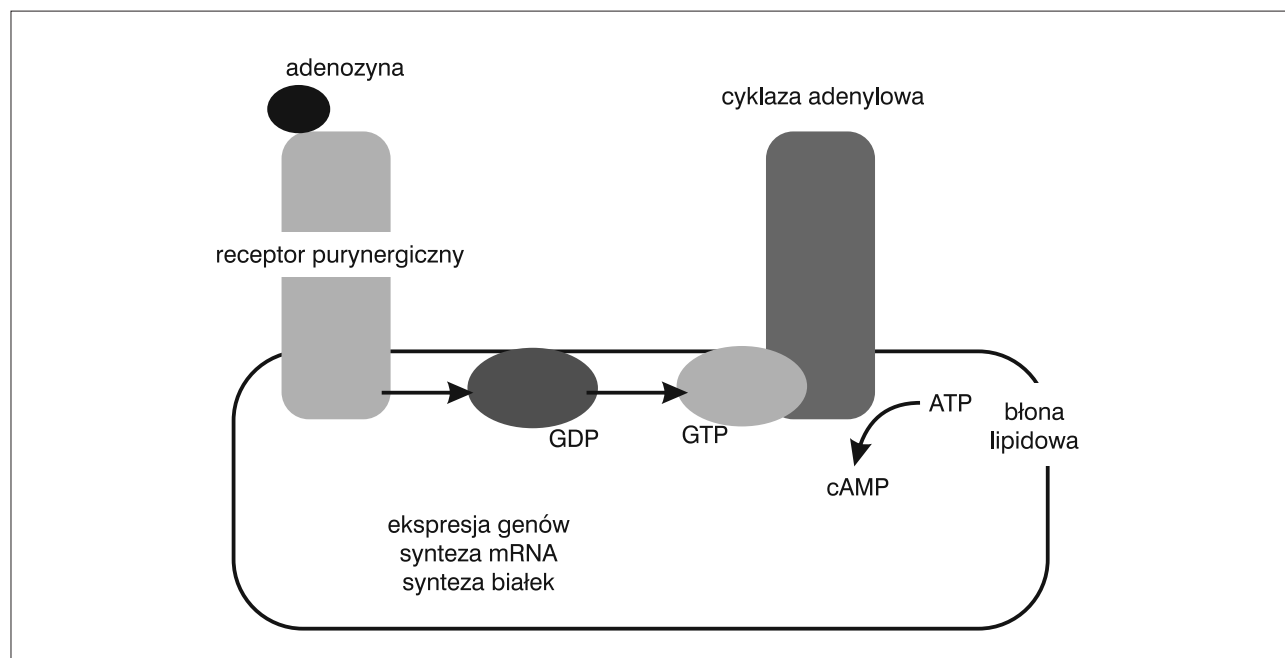 adenozyna
cyklaza adenylowa
receptor purynergiczny
GDP
GTP
ATP
cAMP
błona
lipidowa
ekspresja genów
synteza mRNA
synteza białek